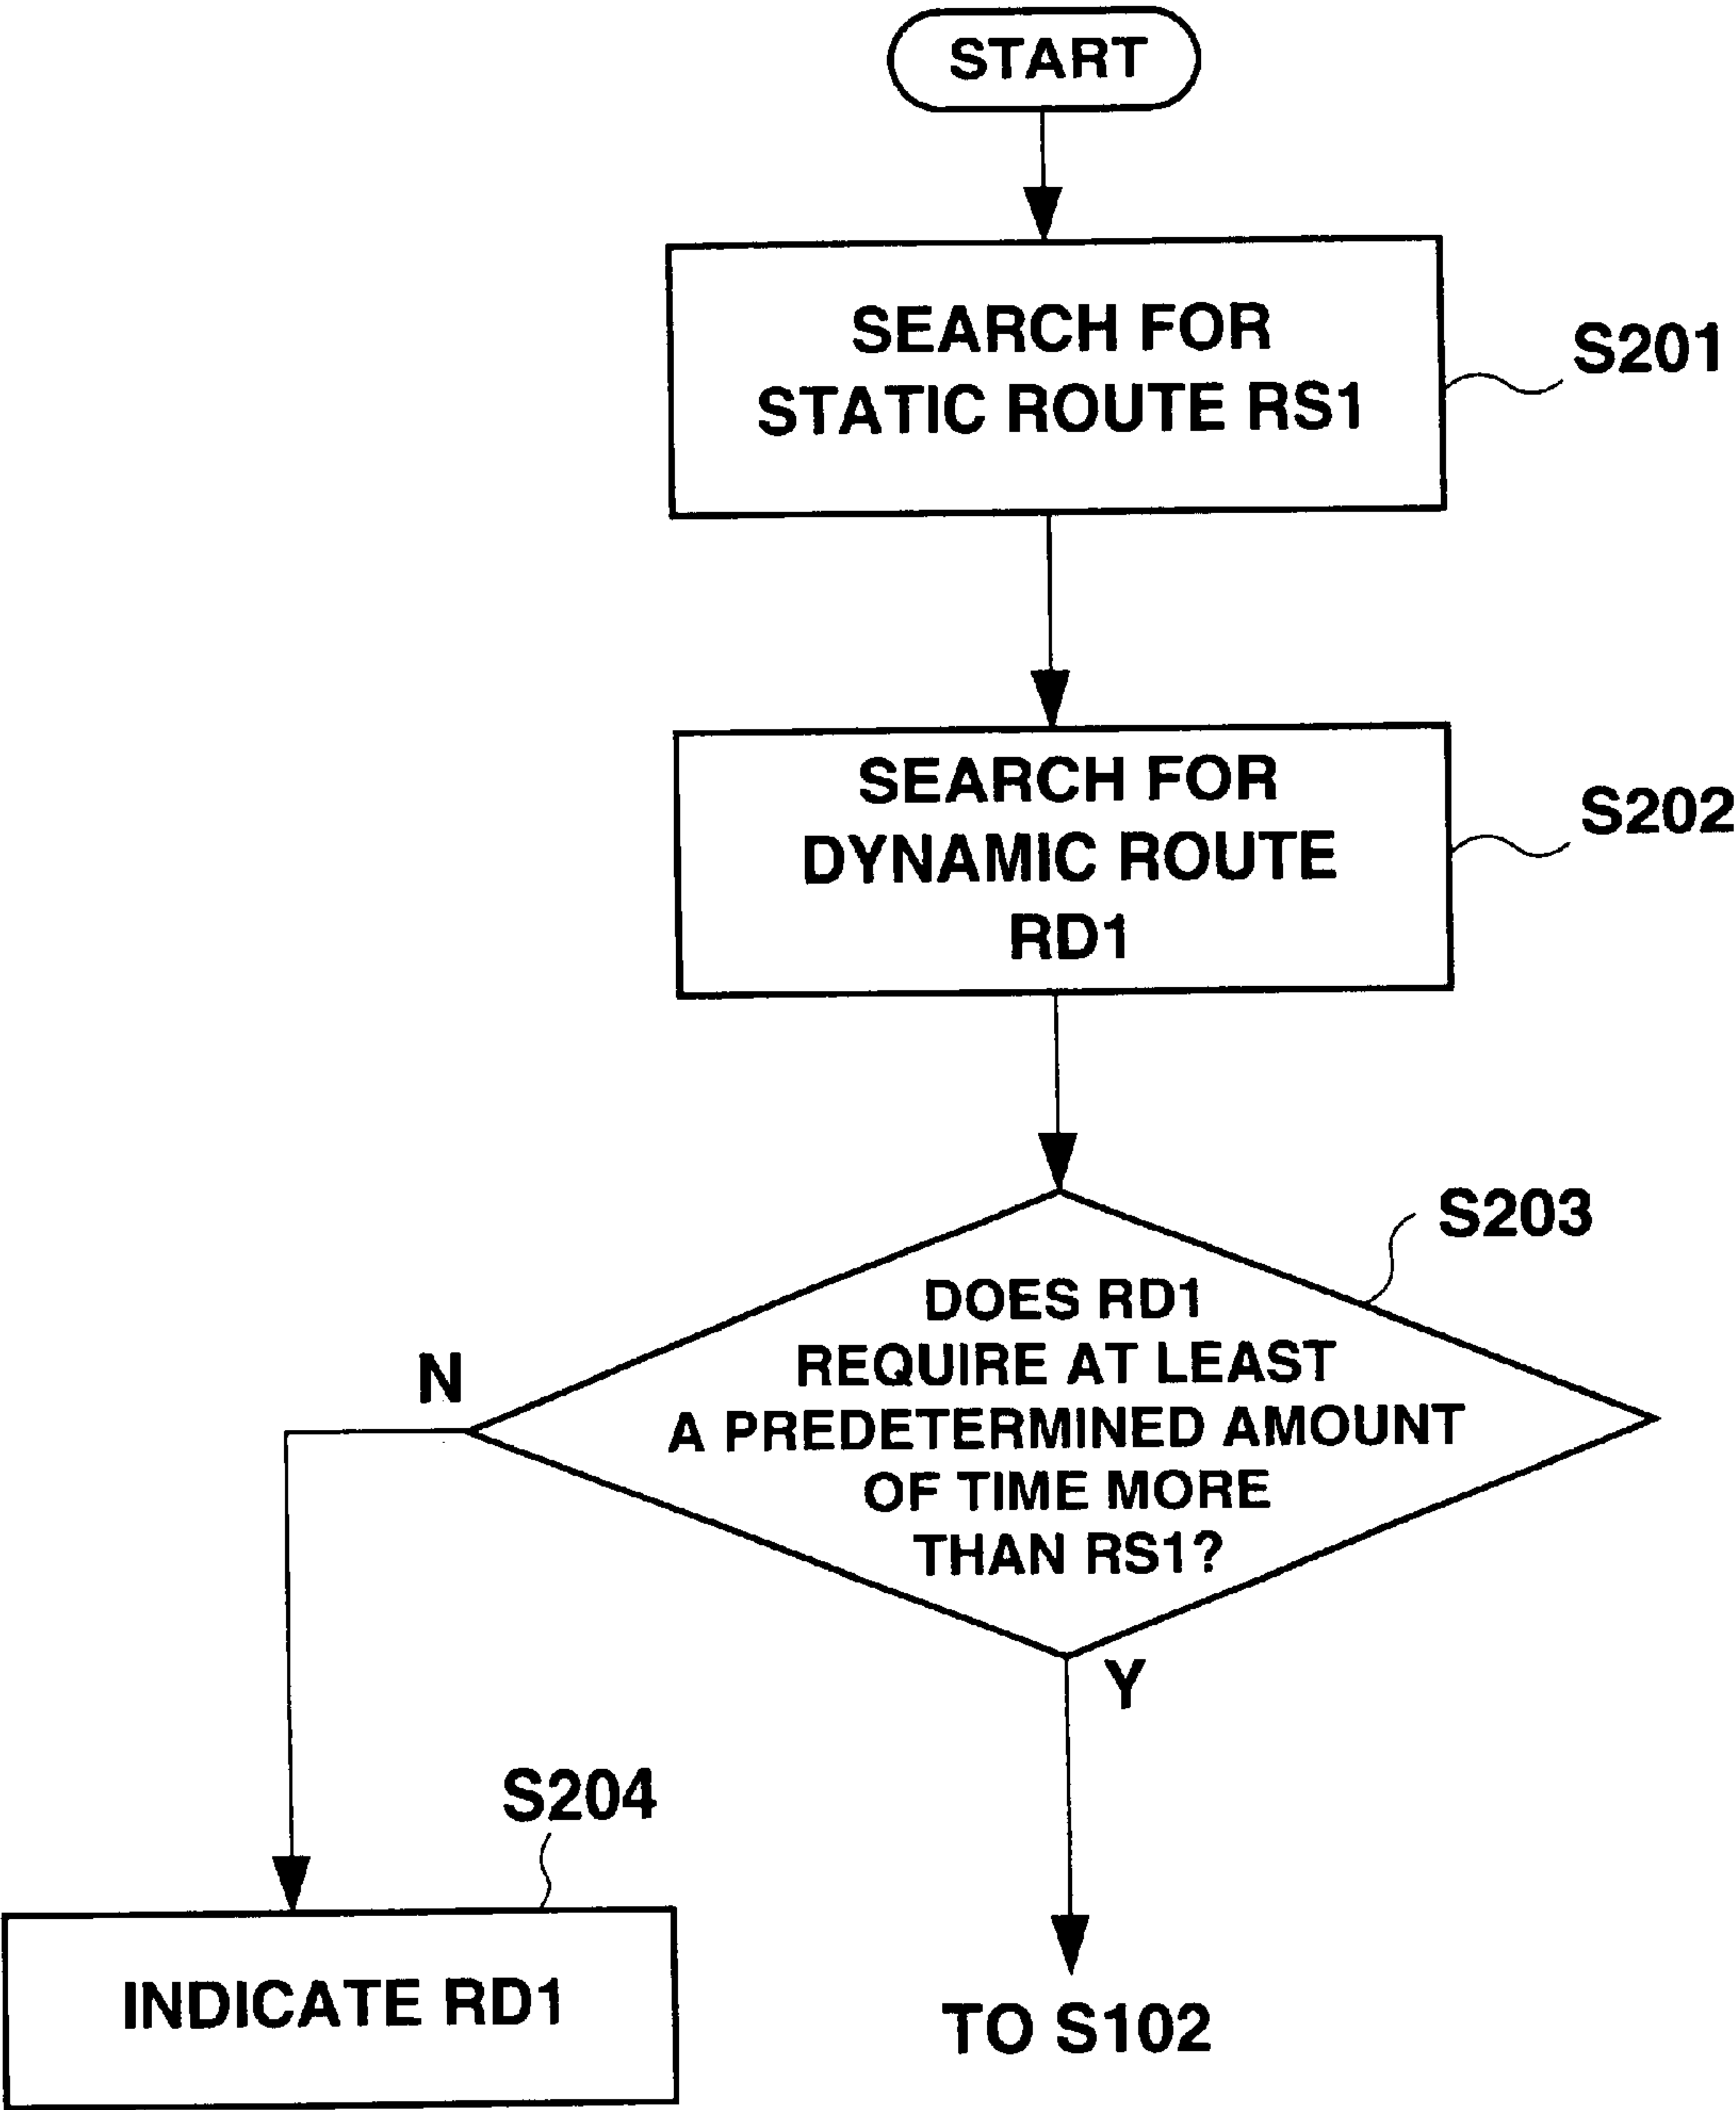 START
SEARCH FOR
STATIC ROUTE RS1
S201
SEARCH FOR
DYNAMIC ROUTE
RD1
S202
S203
DOES RD1
REQUIRE AT LEAST
A PREDETERMINED AMOUNT
OF TIME MORE
THAN RS1?
N
Y
S204
INDICATE RD1
TO S102